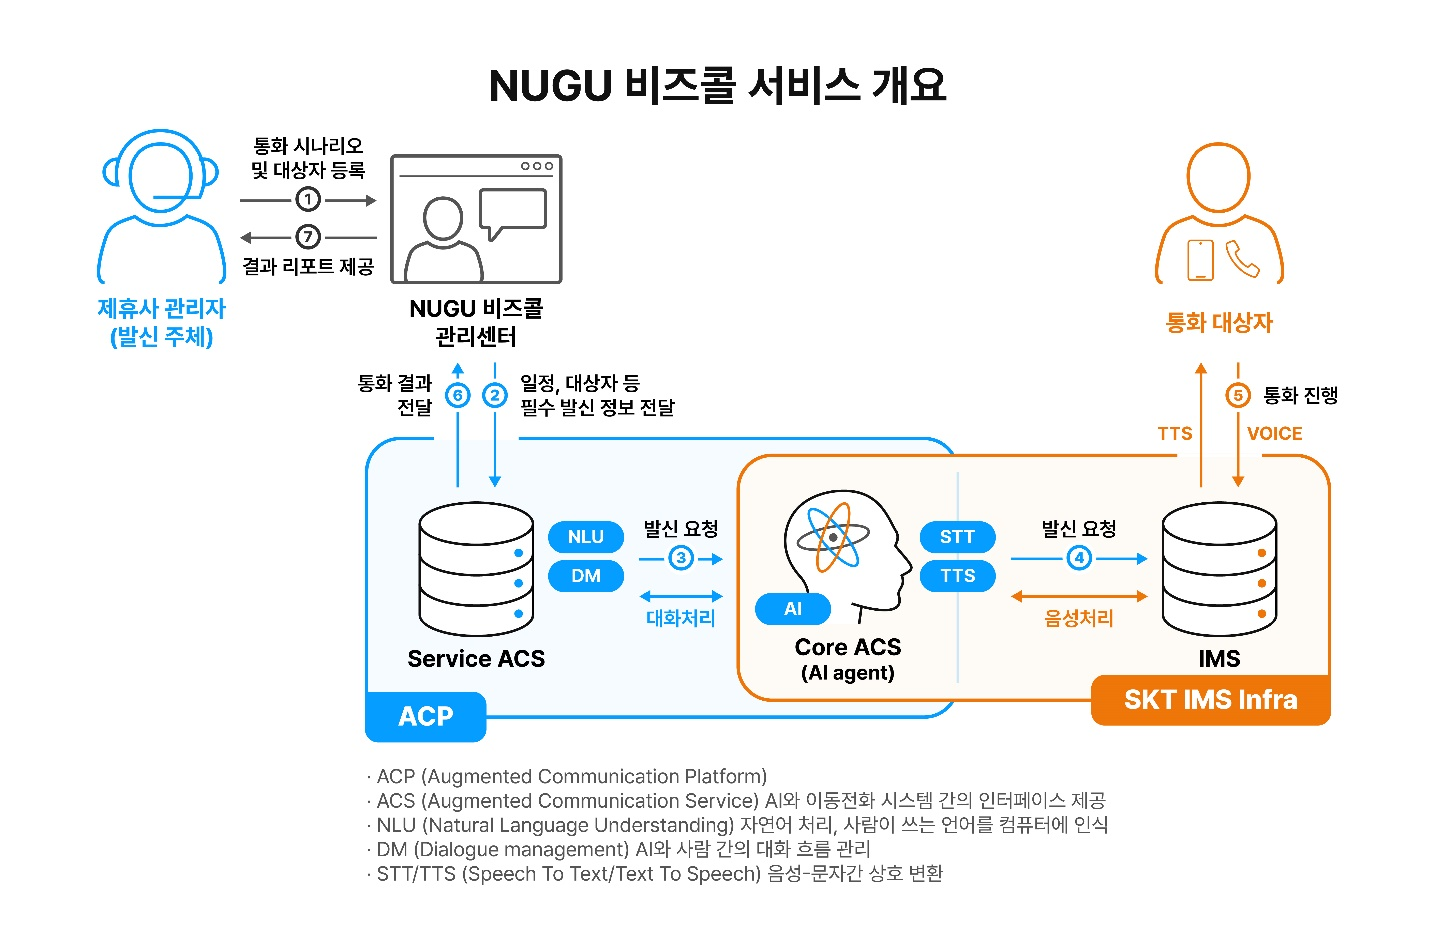 NUGU 비즈콜 서비스 개요
통화 시나리오
및 대상자 등록
1
7
결과 리포트 제공
제휴사 관리자
(발신 주체)
NUGU 비즈콜
관리센터
통화 대상자
통화 결과
전달
6
2
일정, 대상자 등
필수 발신 정보 전달
5
통화 진행
TTS
VOICE
NLU
DM
발신 요청
3
대화처리
Service ACS
ACP
AI
Core ACS
(AI agent)
STT
TTS
발신 요청
4
음성처리
IMS
SKT IMS Infra
· ACP (Augmented Communication Platform)
· ACS (Augmented Communication Service) AI와 이동전화 시스템 간의 인터페이스 제공
· NLU (Natural Language Understanding) 자연어 처리, 사람이 쓰는 언어를 컴퓨터에 인식
· DM (Dialogue management) AI와 사람 간의 대화 흐름 관리
· STT/TTS (Speech To Text/Text To Speech) 음성-문자간 상호 변환